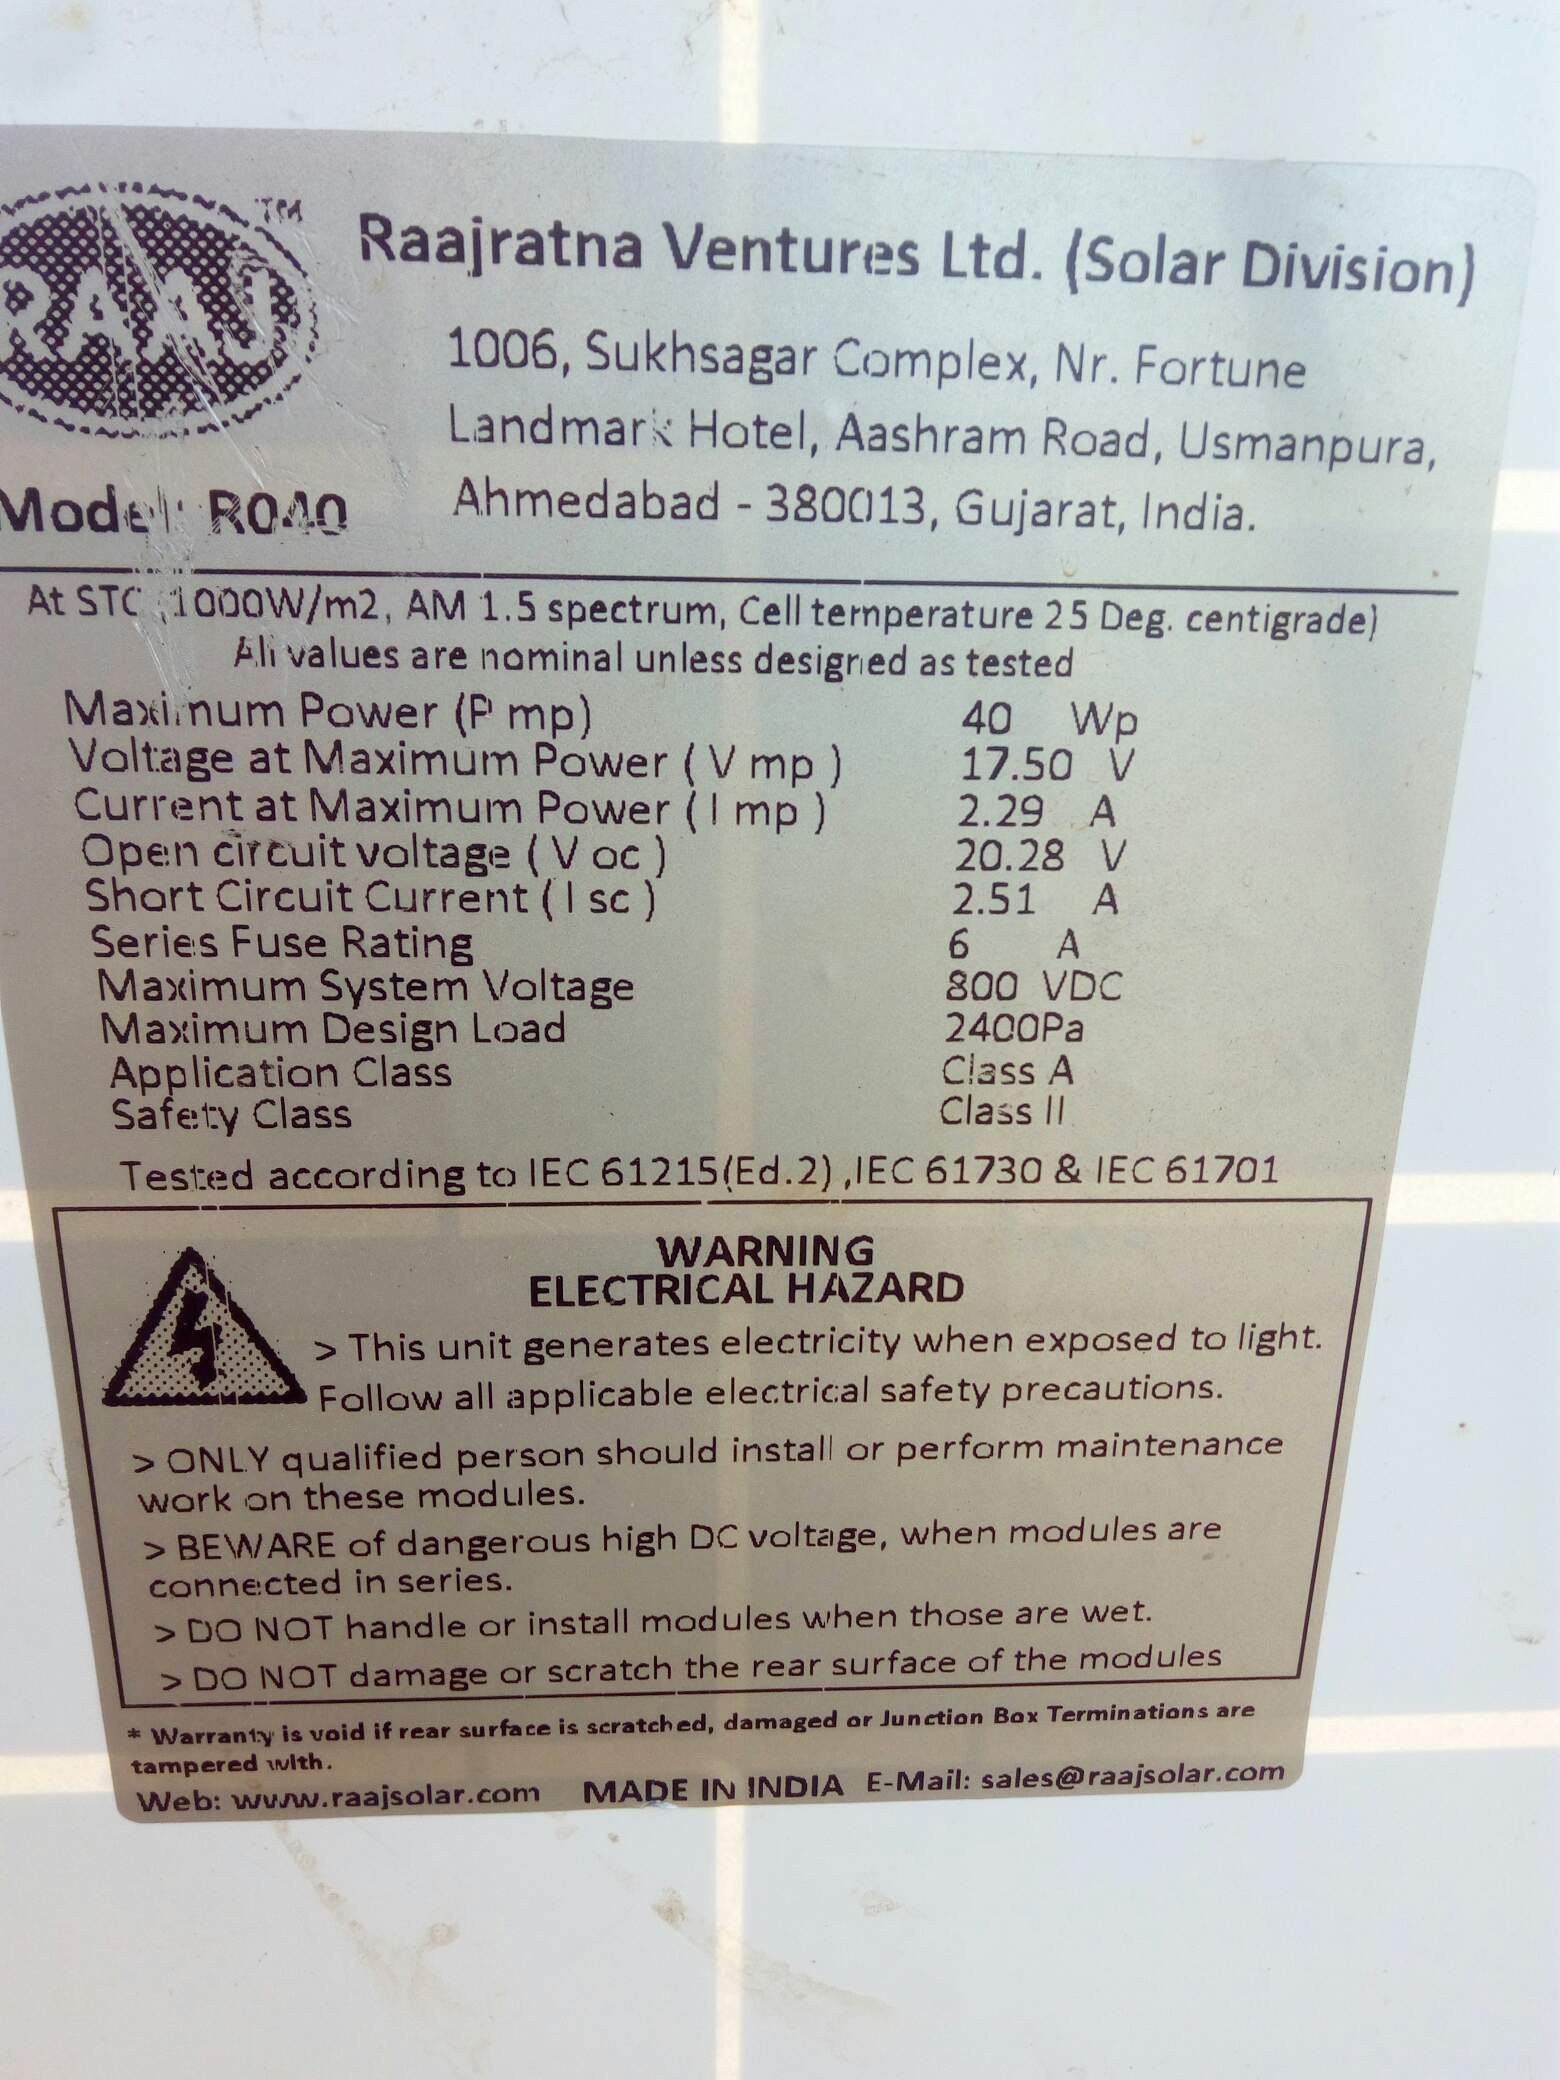 RAAJ TM
Raajratna Ventures Ltd. (Solar Division)
1006, Sukhsagar Complex, Nr. Fortune
Landmark Hotel, Aashram Road, Usmanpura,
Ahmedabad - 380013, Gujarat, India.
Model: R040
At STC (1000W/m2, AM 1.5 spectrum, Cell temperature 25 Deg. centigrade)
All values are nominal unless designed as tested
Maximum Power (P mp) 40 Wp
Voltage at Maximum Power ( V mp ) 17.50 V
Current at Maximum Power ( I mp ) 2.29 A
Open circuit voltage ( V oc ) 20.28 V
Short Circuit Current ( I sc ) 2.51 A
Series Fuse Rating 6 A
Maximum System Voltage 800 VDC
Maximum Design Load 2400Pa
Application Class Class A
Safety Class Class II
Tested according to IEC 61215(Ed.2) ,IEC 61730 & IEC 61701
WARNING
ELECTRICAL HAZARD
> This unit generates electricity when exposed to light.
Follow all applicable electrical safety precautions.
> ONLY qualified person should install or perform maintenance
work on these modules.
> BEWARE of dangerous high DC voltage, when modules are
connected in series.
> DO NOT handle or install modules when those are wet.
> DO NOT damage or scratch the rear surface of the modules
* Warranty is void if rear surface is scratched, damaged or Junction Box Terminations are
tampered with.
Web: www.raajsolar.com MADE IN INDIA E-Mail: sales@raajsolar.com